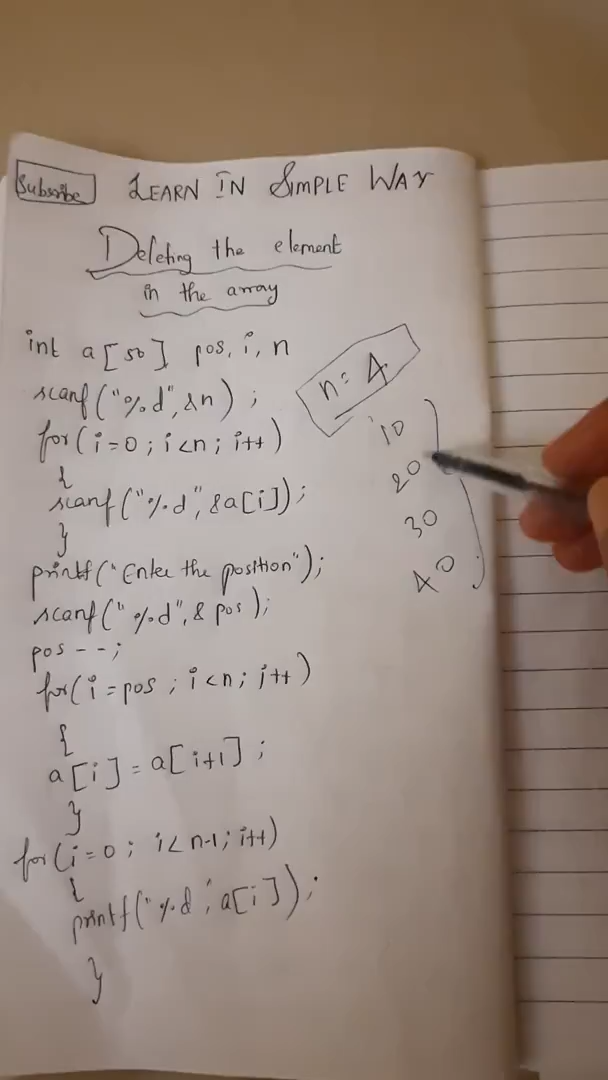 Subscribe LEARN IN SIMPLE WAY
Deleting the element
in the array
int a[50], pos, i, n
scanf("%d",&n) ;
for(i=0 ; i<n ; i++)
{
scanf("%d",&a[i]);
}
printf("Enter the position");
scanf("%d",& pos);
pos--;
for(i=pos ; i<n; i++)
{
a[i] = a[i+1] ;
}
for(i=0 ; i<n-1; i++)
{
printf("%d", a[i]);
}
n=4
10
20
30
40